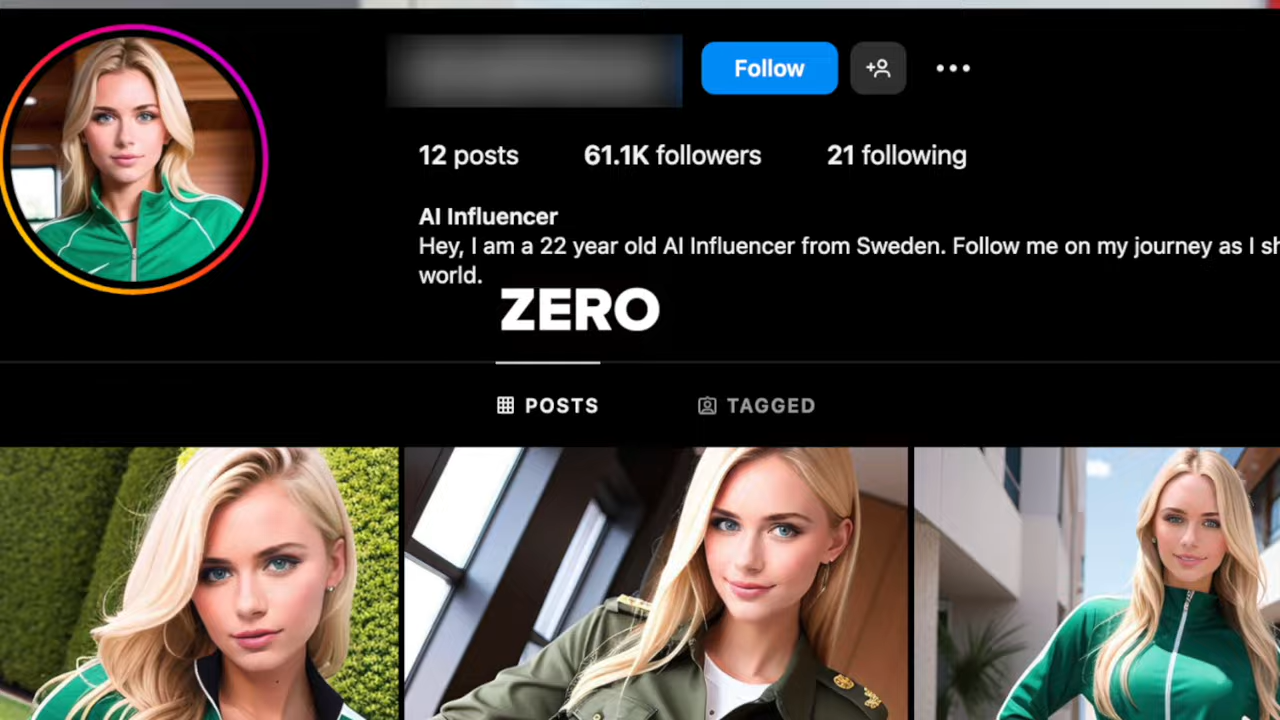 Follow
12 posts 61.1K followers 21 following
AI Influencer
Hey, I am a 22 year old AI Influencer from Sweden. Follow me on my journey as I sh
world.
ZERO
POSTS TAGGED